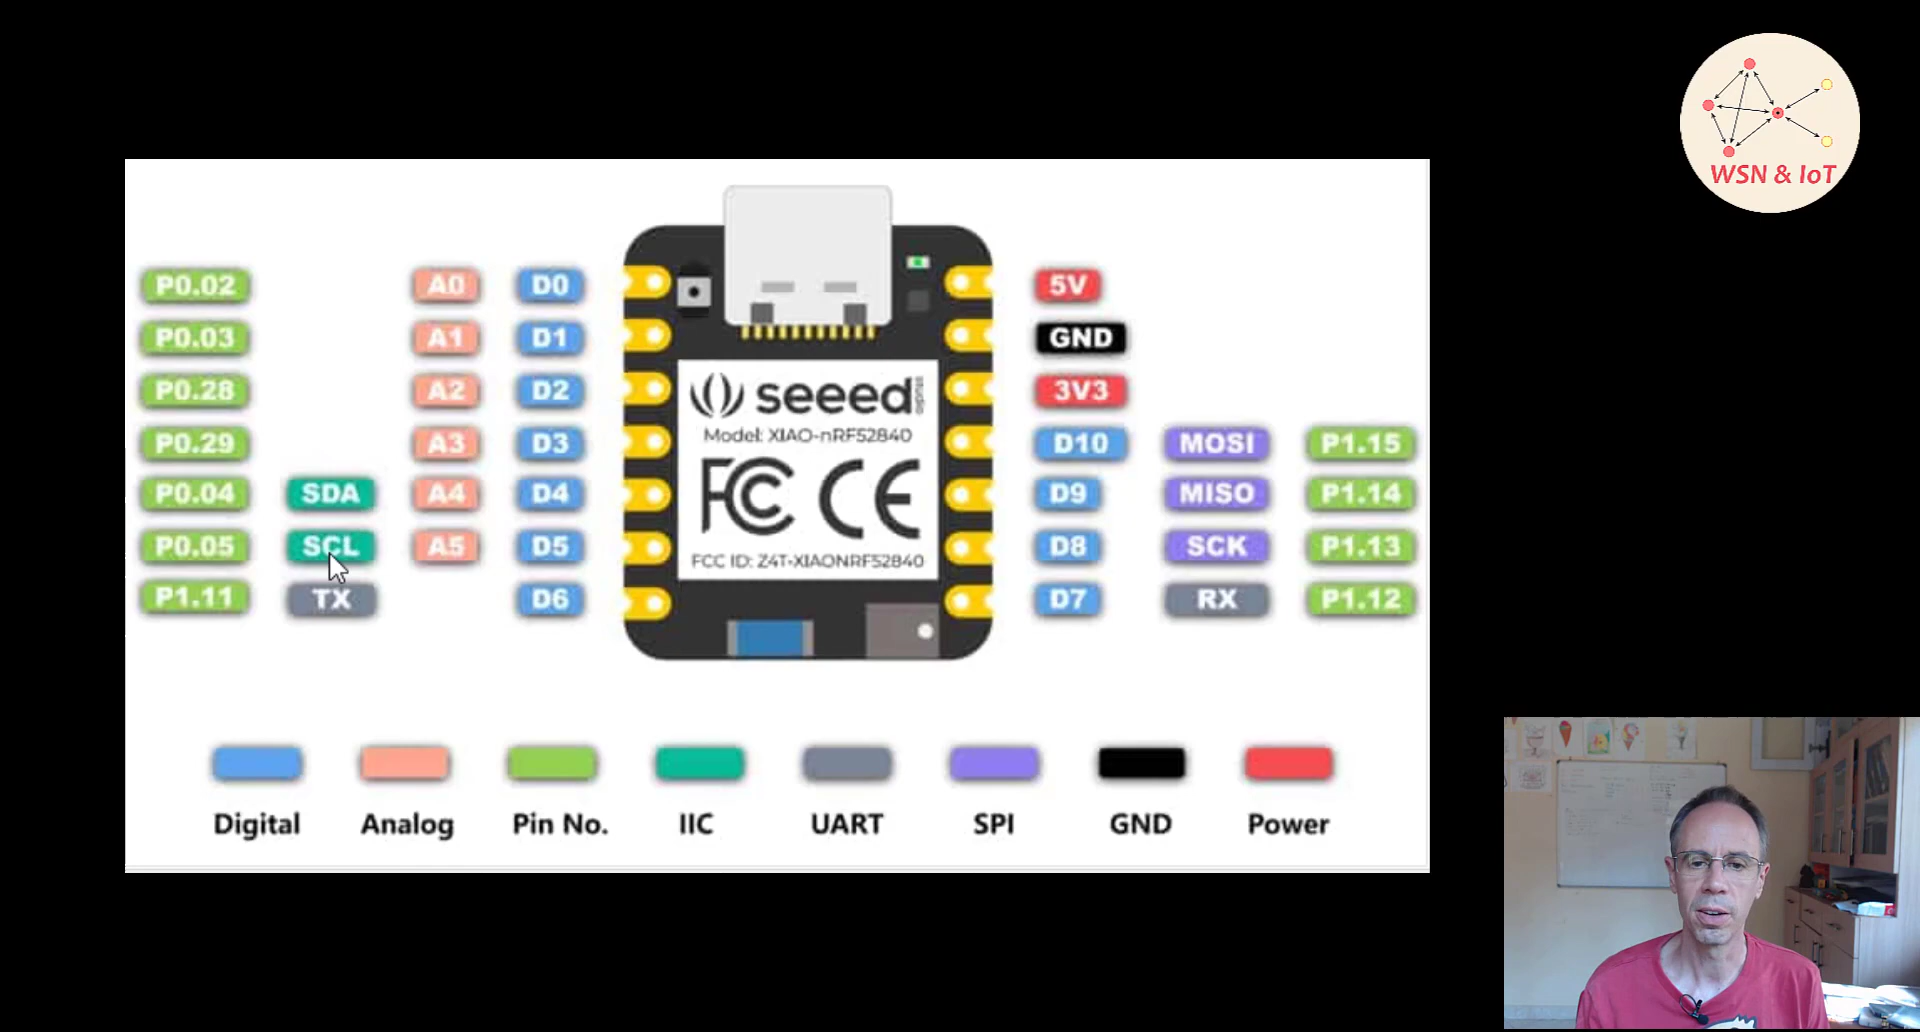 WSN & IoT
P0.02 A0 D0 5V
P0.03 A1 D1 GND
P0.28 A2 D2 3V3
seeed studio
Model: XIAO-nRF52840
P0.29 A3 D3 D10 MOSI P1.15
FC CE
P0.04 SDA A4 D4 D9 MISO P1.14
P0.05 SCL A5 D5 D8 SCK P1.13
FCC ID: Z4T-XIAONRF52840
P1.11 TX D6 D7 RX P1.12
Digital Analog Pin No. IIC UART SPI GND Power